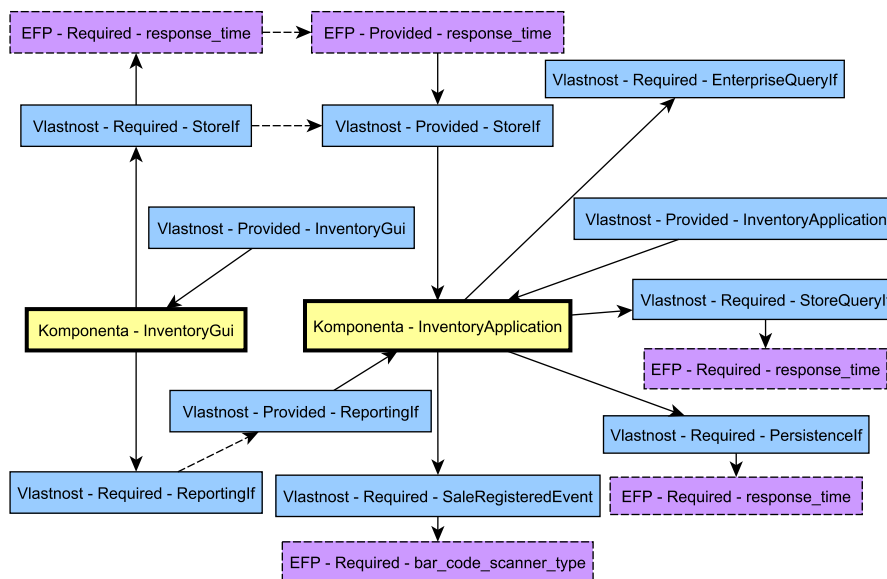 EFP - Required - response_time
EFP - Provided - response_time
Vlastnost - Required - EnterpriseQueryIf
Vlastnost - Required - StoreIf
Vlastnost - Provided - StoreIf
Vlastnost - Provided - InventoryGui
Vlastnost - Provided - InventoryApplication
Vlastnost - Required - StoreQueryIf
Komponenta - InventoryGui
Komponenta - InventoryApplication
EFP - Required - response_time
Vlastnost - Provided - ReportingIf
Vlastnost - Required - PersistenceIf
Vlastnost - Required - ReportingIf
Vlastnost - Required - SaleRegisteredEvent
EFP - Required - response_time
EFP - Required - bar_code_scanner_type